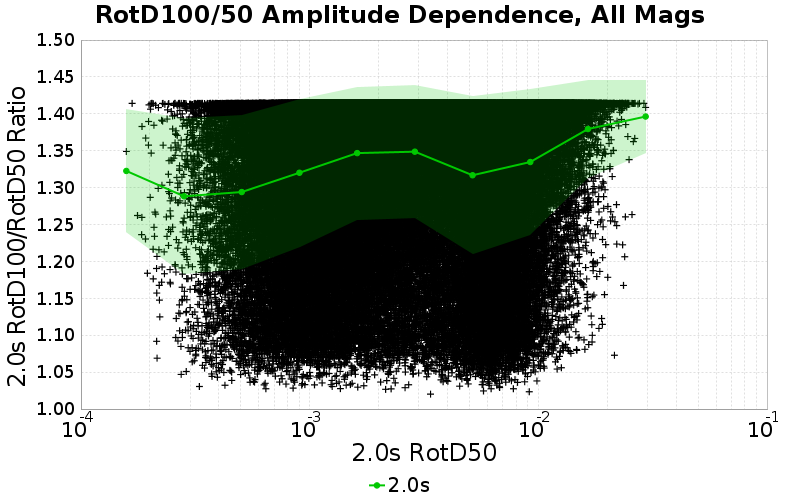 RotD100/50 Amplitude Dependence, All Mags
2.0s RotD100/RotD50 Ratio
1.50
1.45
1.40
1.35
1.30
1.25
1.20
1.15
1.10
1.05
1.00
10-4 10-3 10-2 10-1
2.0s RotD50
2.0s